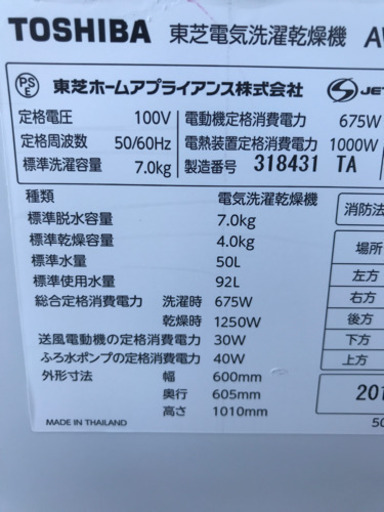 TOSHIBA 東芝電気洗濯乾燥機 AW
PS E 東芝ホームアプライアンス株式会社 JET
定格電圧 100V 電動機定格消費電力 675W
定格周波数 50/60Hz 電熱装置定格消費電力 1000W
標準洗濯容量 7.0kg 製造番号 318431 TA
種類 電気洗濯乾燥機
標準脱水容量 7.0kg 消防法
標準乾燥容量 4.0kg 場所
標準水量 50L 左方
標準使用水量 92L 右方
総合定格消費電力 洗濯時 675W 後方
乾燥時 1250W
送風電動機の定格消費電力 30W 下方
ふろ水ポンプの定格消費電力 40W 上方
外形寸法 幅 600mm
奥行 605mm 201
高さ 1010mm
MADE IN THAILAND 50